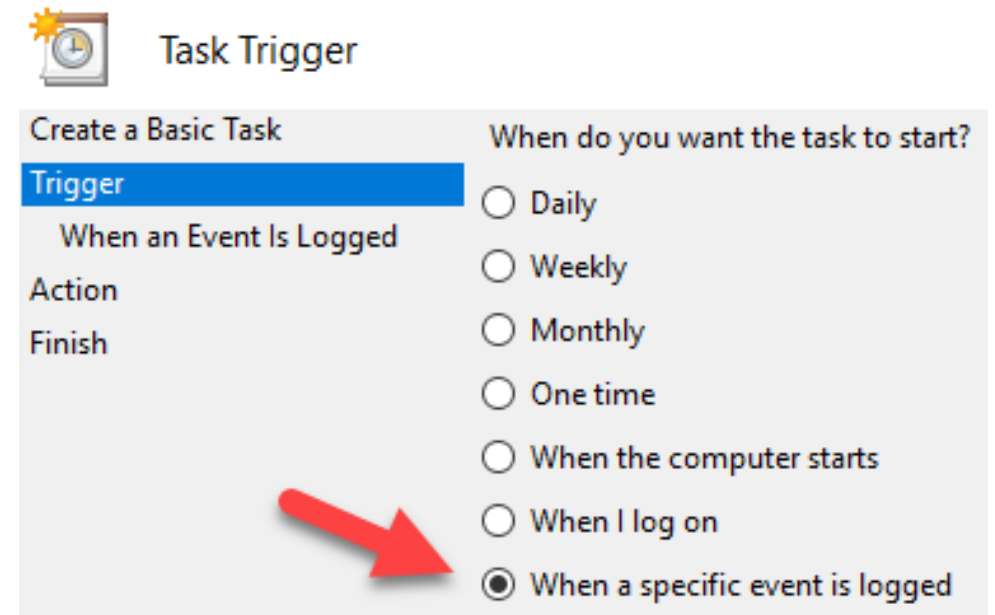 Task Trigger
Create a Basic Task
Trigger
When an Event Is Logged
Action
Finish
When do you want the task to start?
Daily
Weekly
Monthly
One time
When the computer starts
When I log on
When a specific event is logged